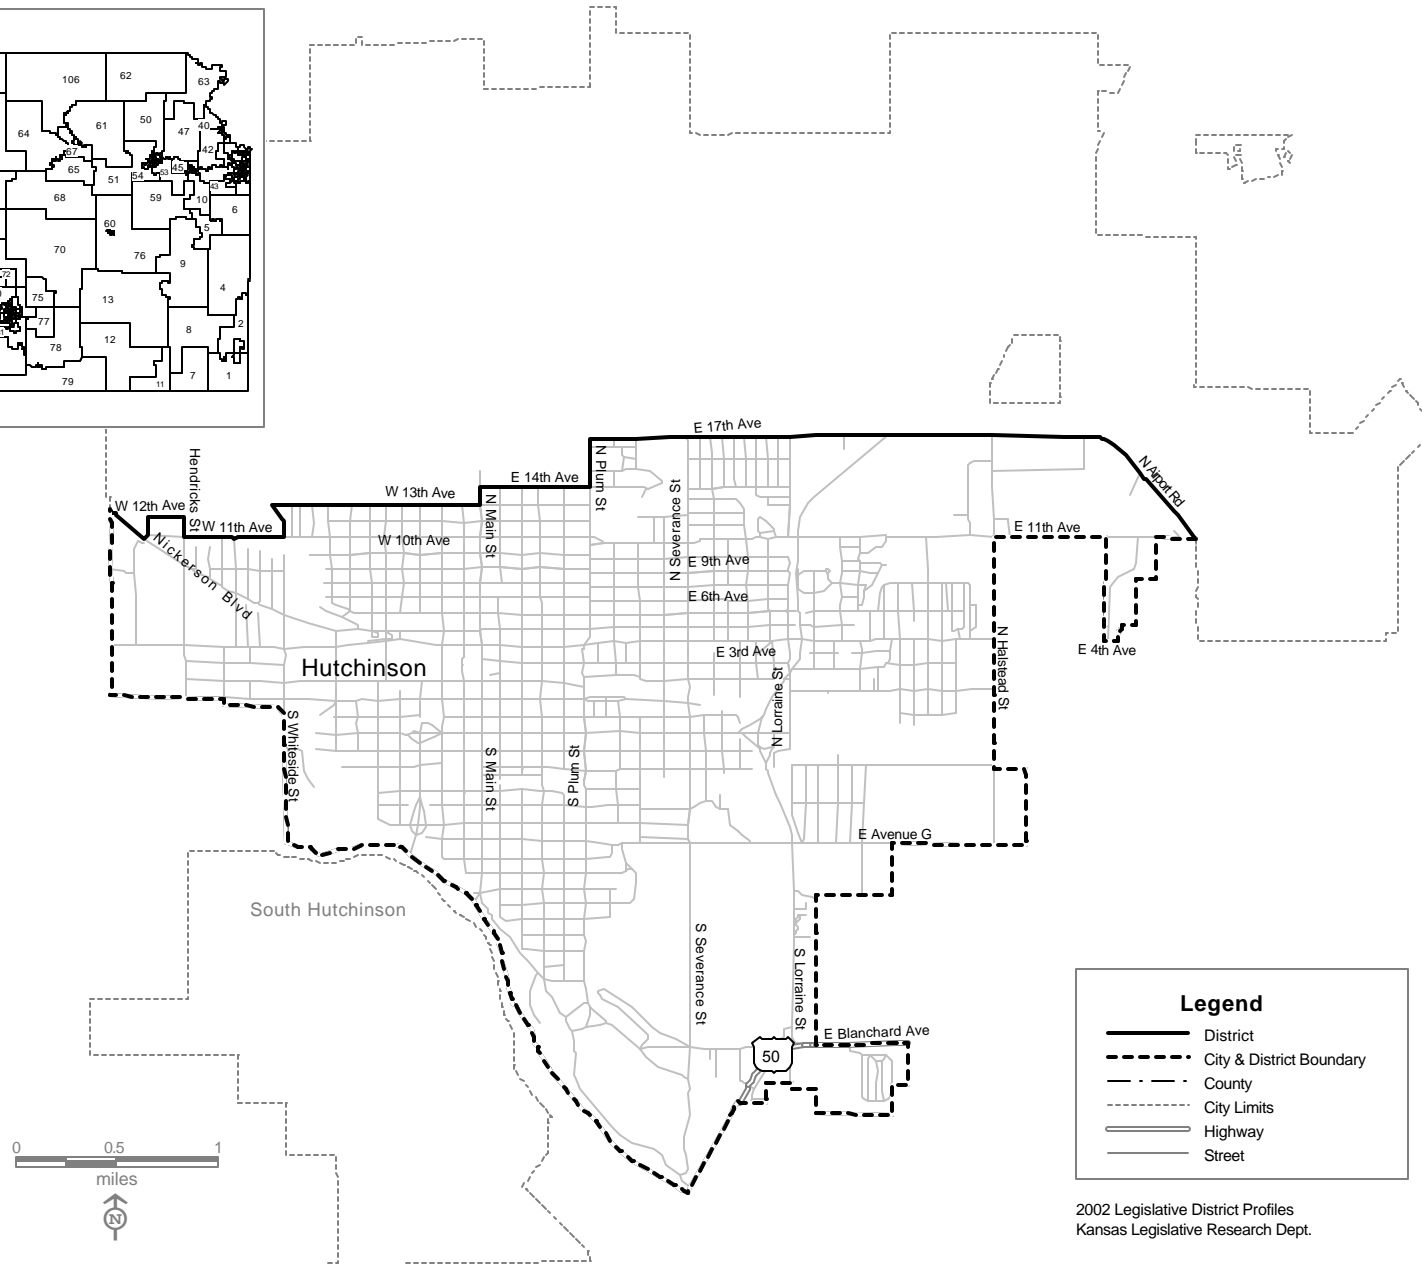 106
62
63
64
61
50
47
40
67
42
65
51
54
53
45
43
68
59
10
6
60
5
70
76
9
72
75
13
4
77
8
2
78
12
79
11
7
1
E 17th Ave
N Airport Rd
Hendricks St
N Plum St
E 14th Ave
W 13th Ave
W 12th Ave
W 11th Ave
N Main St
N Severance St
E 11th Ave
W 10th Ave
Nickerson Blvd
E 9th Ave
E 6th Ave
E 3rd Ave
N Halstead St
E 4th Ave
Hutchinson
N Lorraine St
S Whiteside St
S Main St
S Plum St
E Avenue G
South Hutchinson
S Severance St
S Lorraine St
E Blanchard Ave
50
Legend
District
City & District Boundary
County
City Limits
Highway
Street
0 0.5 1
miles
N
2002 Legislative District Profiles
Kansas Legislative Research Dept.